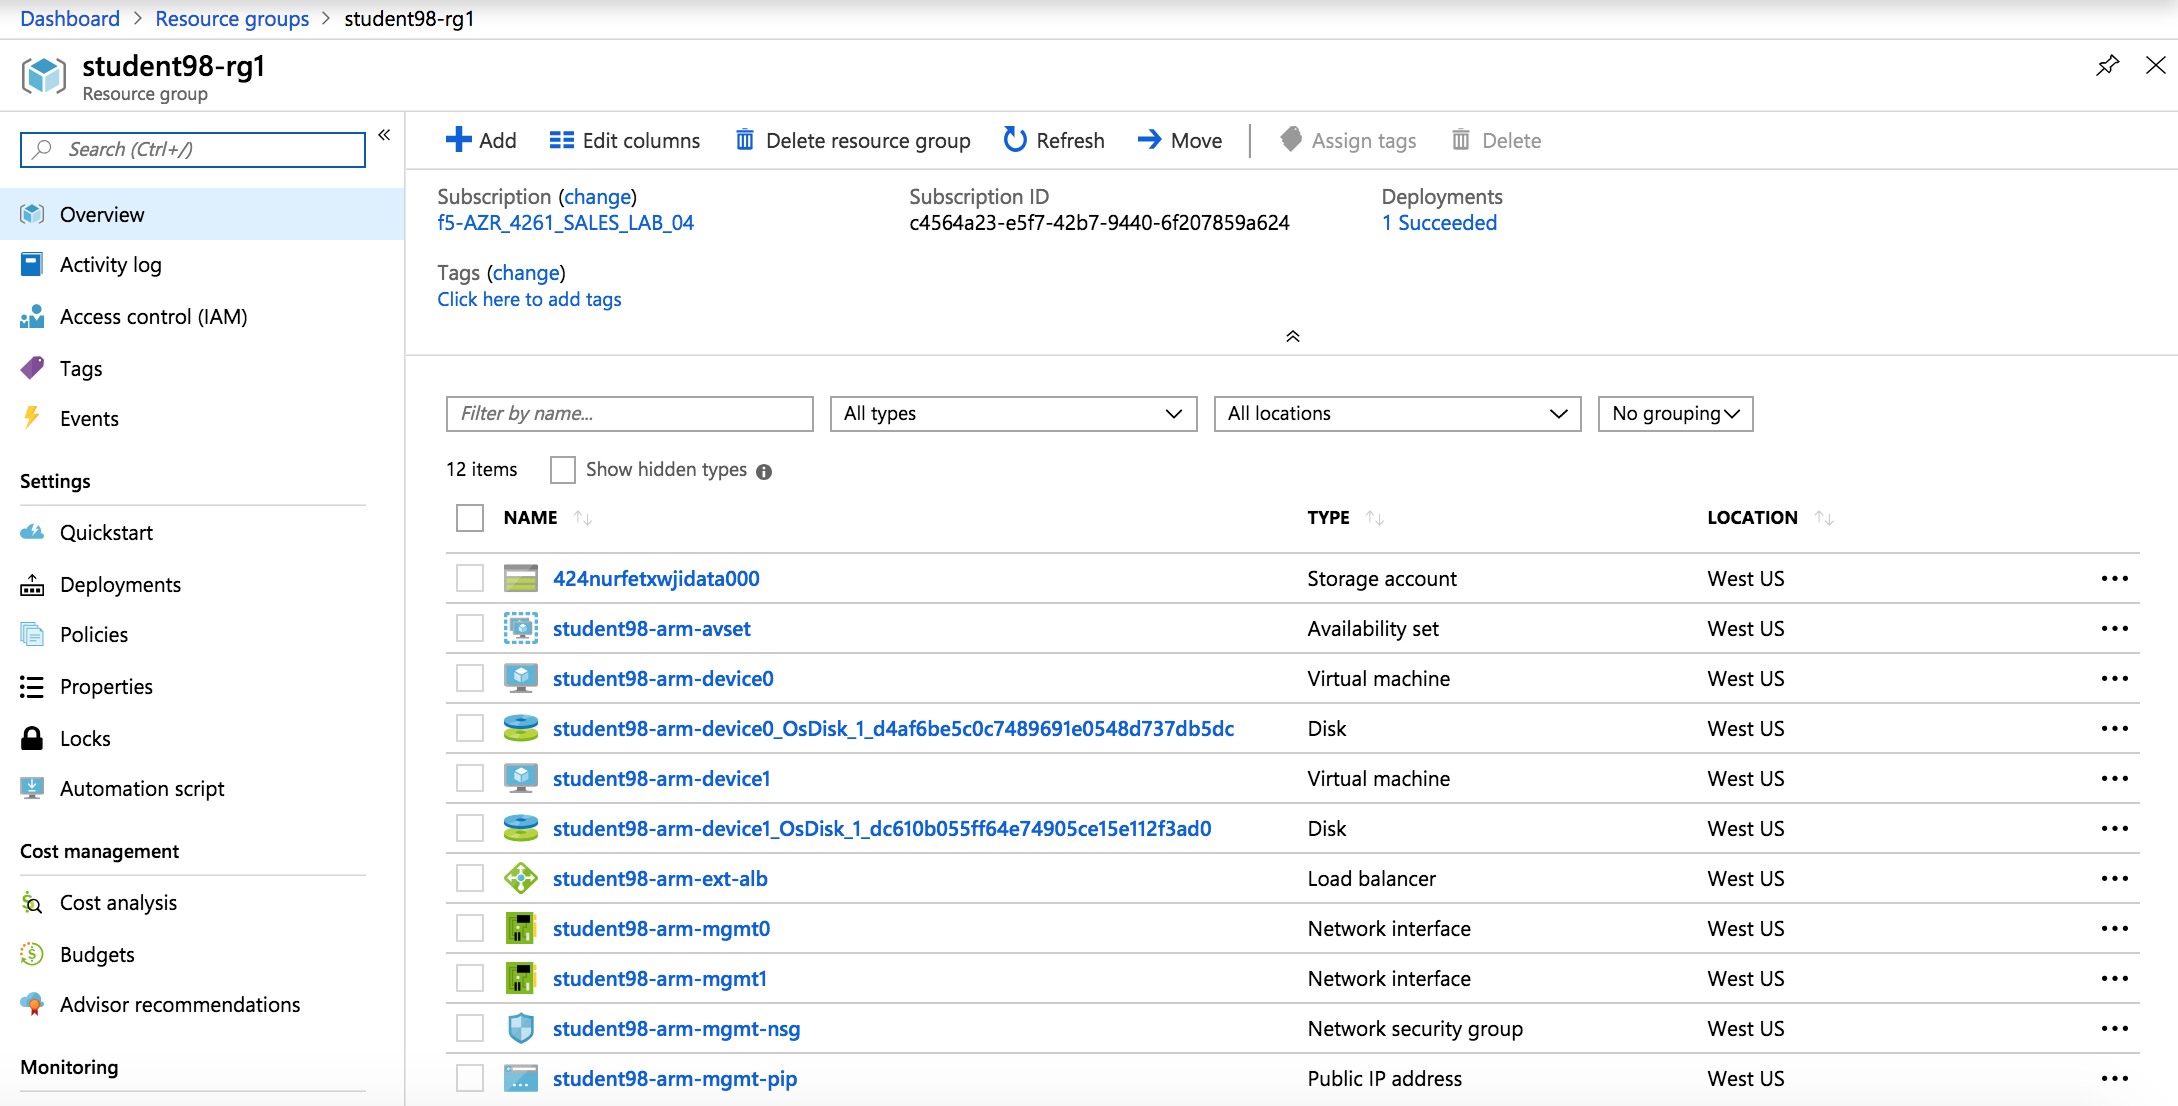 Dashboard > Resource groups > student98-rg1
student98-rg1
Resource group
Search (Ctrl+/)
Overview
Activity log
Access control (IAM)
Tags
Events
Settings
Quickstart
Deployments
Policies
Properties
Locks
Automation script
Cost management
Cost analysis
Budgets
Advisor recommendations
Monitoring
Add Edit columns Delete resource group Refresh Move Assign tags Delete
Subscription (change) Subscription ID Deployments
f5-AZR_4261_SALES_LAB_04 c4564a23-e5f7-42b7-9440-6f207859a624 1 Succeeded
Tags (change)
Click here to add tags
Filter by name... All types All locations No grouping
12 items Show hidden types
NAME TYPE LOCATION
424nurfetxwjidata000 Storage account West US
student98-arm-avset Availability set West US
student98-arm-device0 Virtual machine West US
student98-arm-device0_OsDisk_1_d4af6be5c0c7489691e0548d737db5dc Disk West US
student98-arm-device1 Virtual machine West US
student98-arm-device1_OsDisk_1_dc610b055ff64e74905ce15e112f3ad0 Disk West US
student98-arm-ext-alb Load balancer West US
student98-arm-mgmt0 Network interface West US
student98-arm-mgmt1 Network interface West US
student98-arm-mgmt-nsg Network security group West US
student98-arm-mgmt-pip Public IP address West US